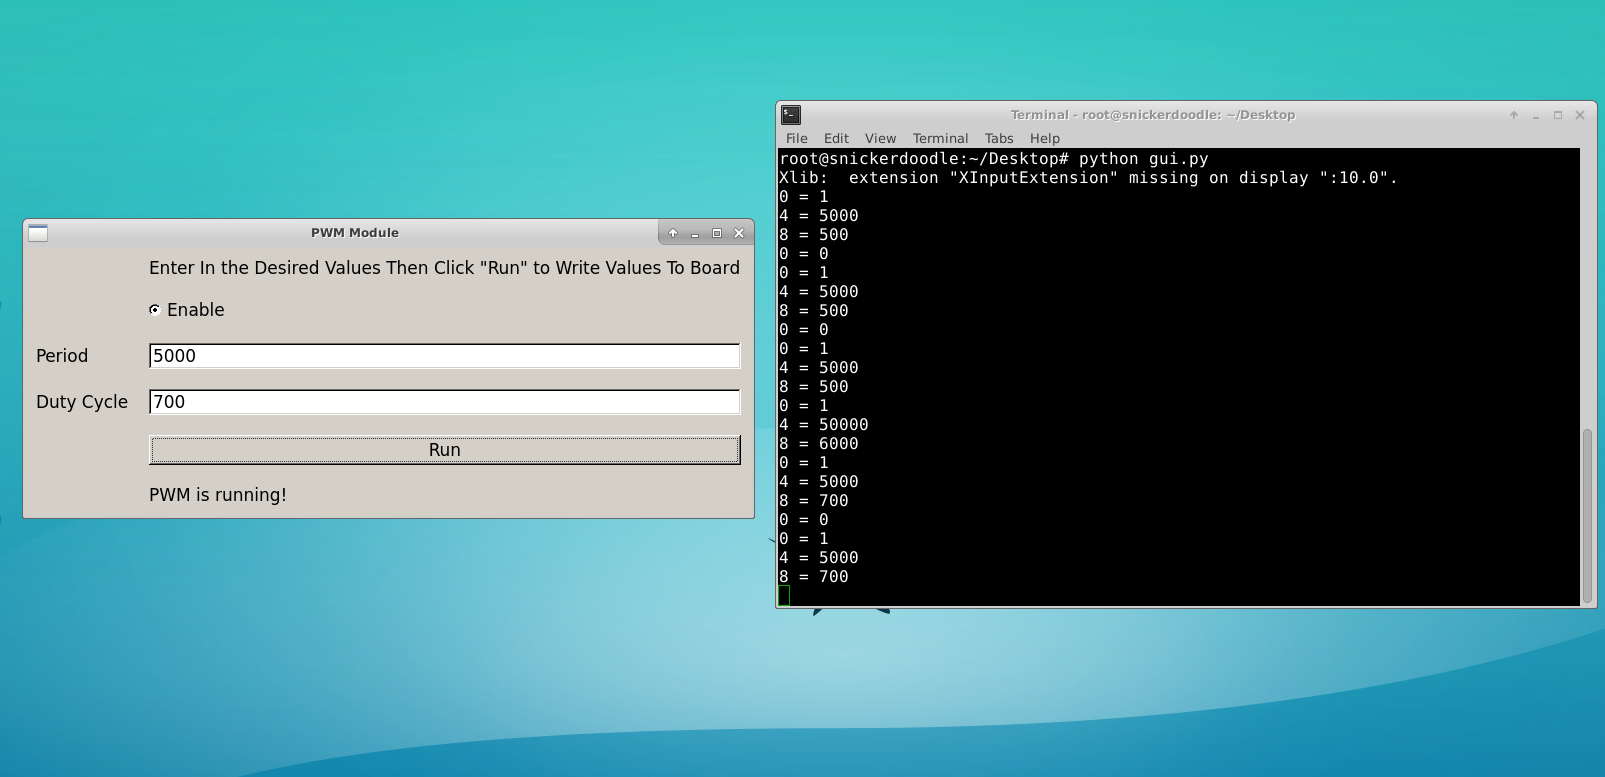 PWM Module
Enter In the Desired Values Then Click "Run" to Write Values To Board
Enable
Period 5000
Duty Cycle 700
Run
PWM is running!
Terminal - root@snickerdoodle: ~/Desktop
File Edit View Terminal Tabs Help
root@snickerdoodle:~/Desktop# python gui.py
Xlib:  extension "XInputExtension" missing on display ":10.0".
0 = 1
4 = 5000
8 = 500
0 = 0
0 = 1
4 = 5000
8 = 500
0 = 0
0 = 1
4 = 5000
8 = 500
0 = 1
4 = 50000
8 = 6000
0 = 1
4 = 5000
8 = 700
0 = 0
0 = 1
4 = 5000
8 = 700